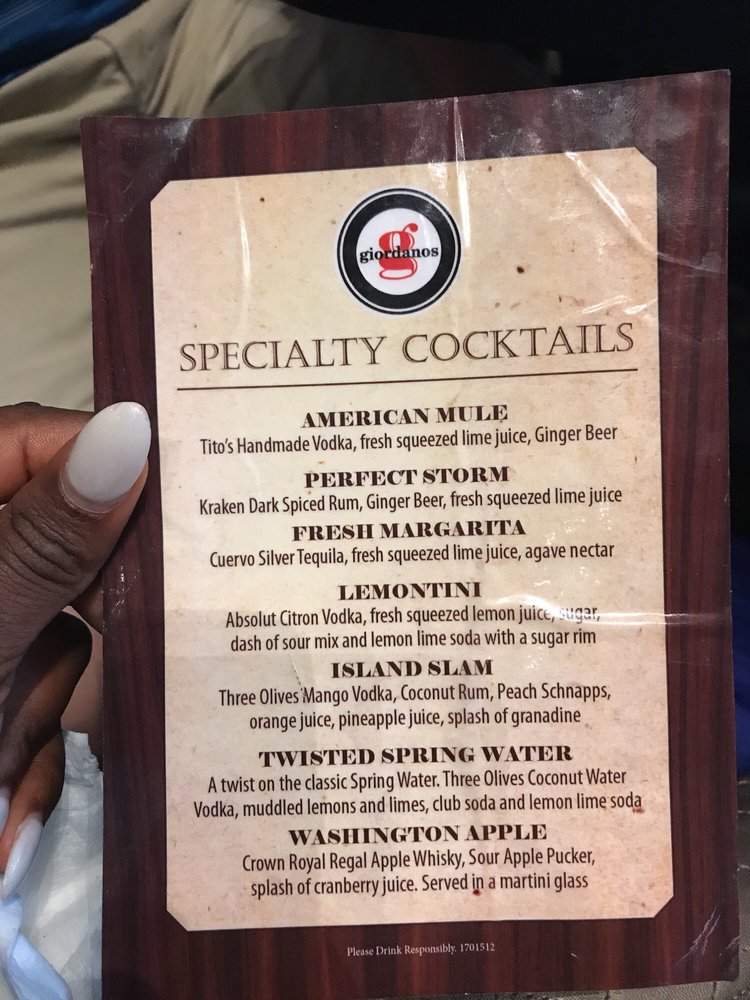 g
giordanos
SPECIALTY COCKTAILS
AMERICAN MULE
Tito's Handmade Vodka, fresh squeezed lime juice, Ginger Beer
PERFECT STORM
Kraken Dark Spiced Rum, Ginger Beer, fresh squeezed lime juice
FRESH MARGARITA
Cuervo Silver Tequila, fresh squeezed lime juice, agave nectar
LEMONTINI
Absolut Citron Vodka, fresh squeezed lemon juice, sugar,
dash of sour mix and lemon lime soda with a sugar rim
ISLAND SLAM
Three Olives Mango Vodka, Coconut Rum, Peach Schnapps,
orange juice, pineapple juice, splash of granadine
TWISTED SPRING WATER
A twist on the classic Spring Water. Three Olives Coconut Water
Vodka, muddled lemons and limes, club soda and lemon lime soda
WASHINGTON APPLE
Crown Royal Regal Apple Whisky, Sour Apple Pucker,
splash of cranberry juice. Served in a martini glass
Please Drink Responsibly. 1701512